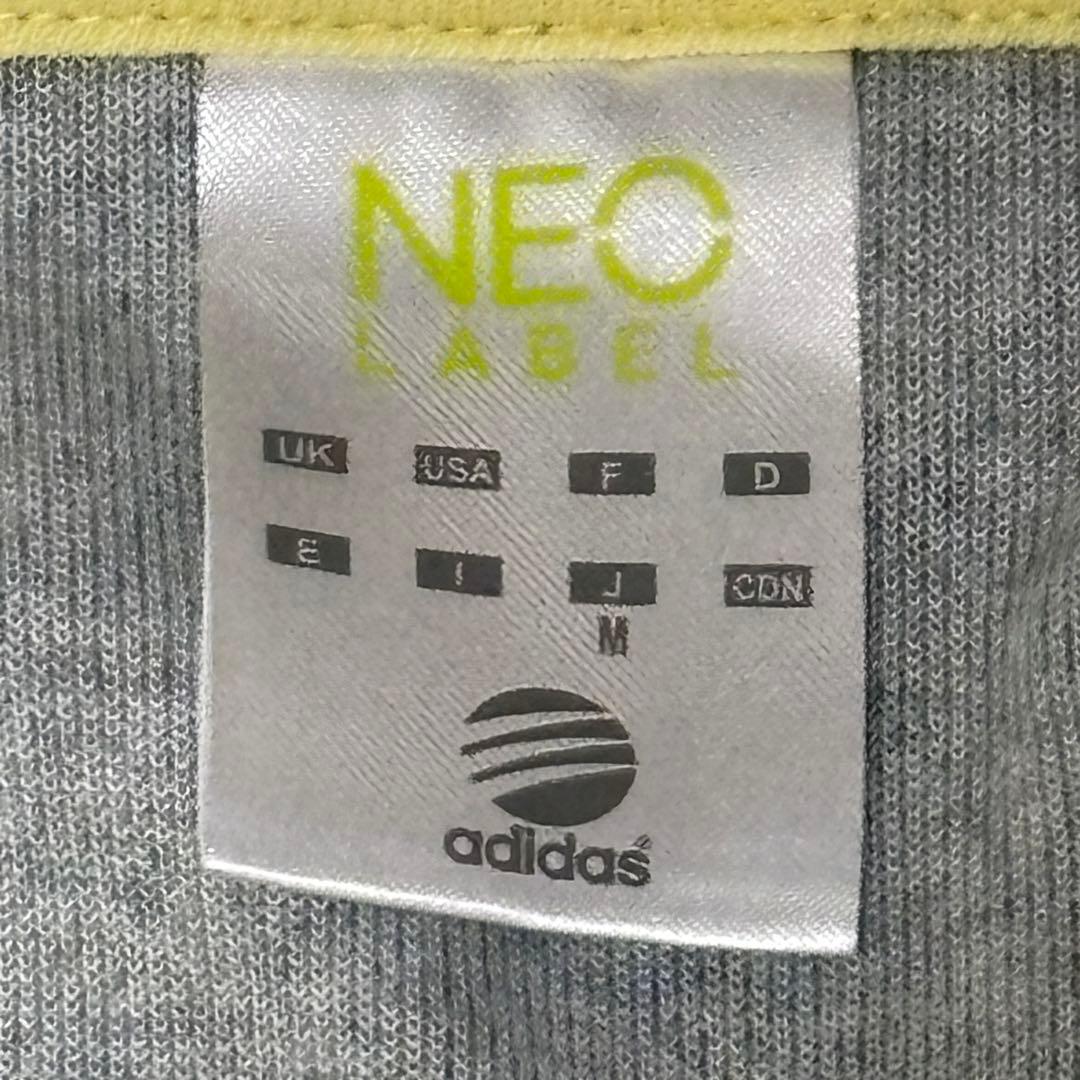 NEO
LABEL
UK USA F D
E I J CDN
M
adidas